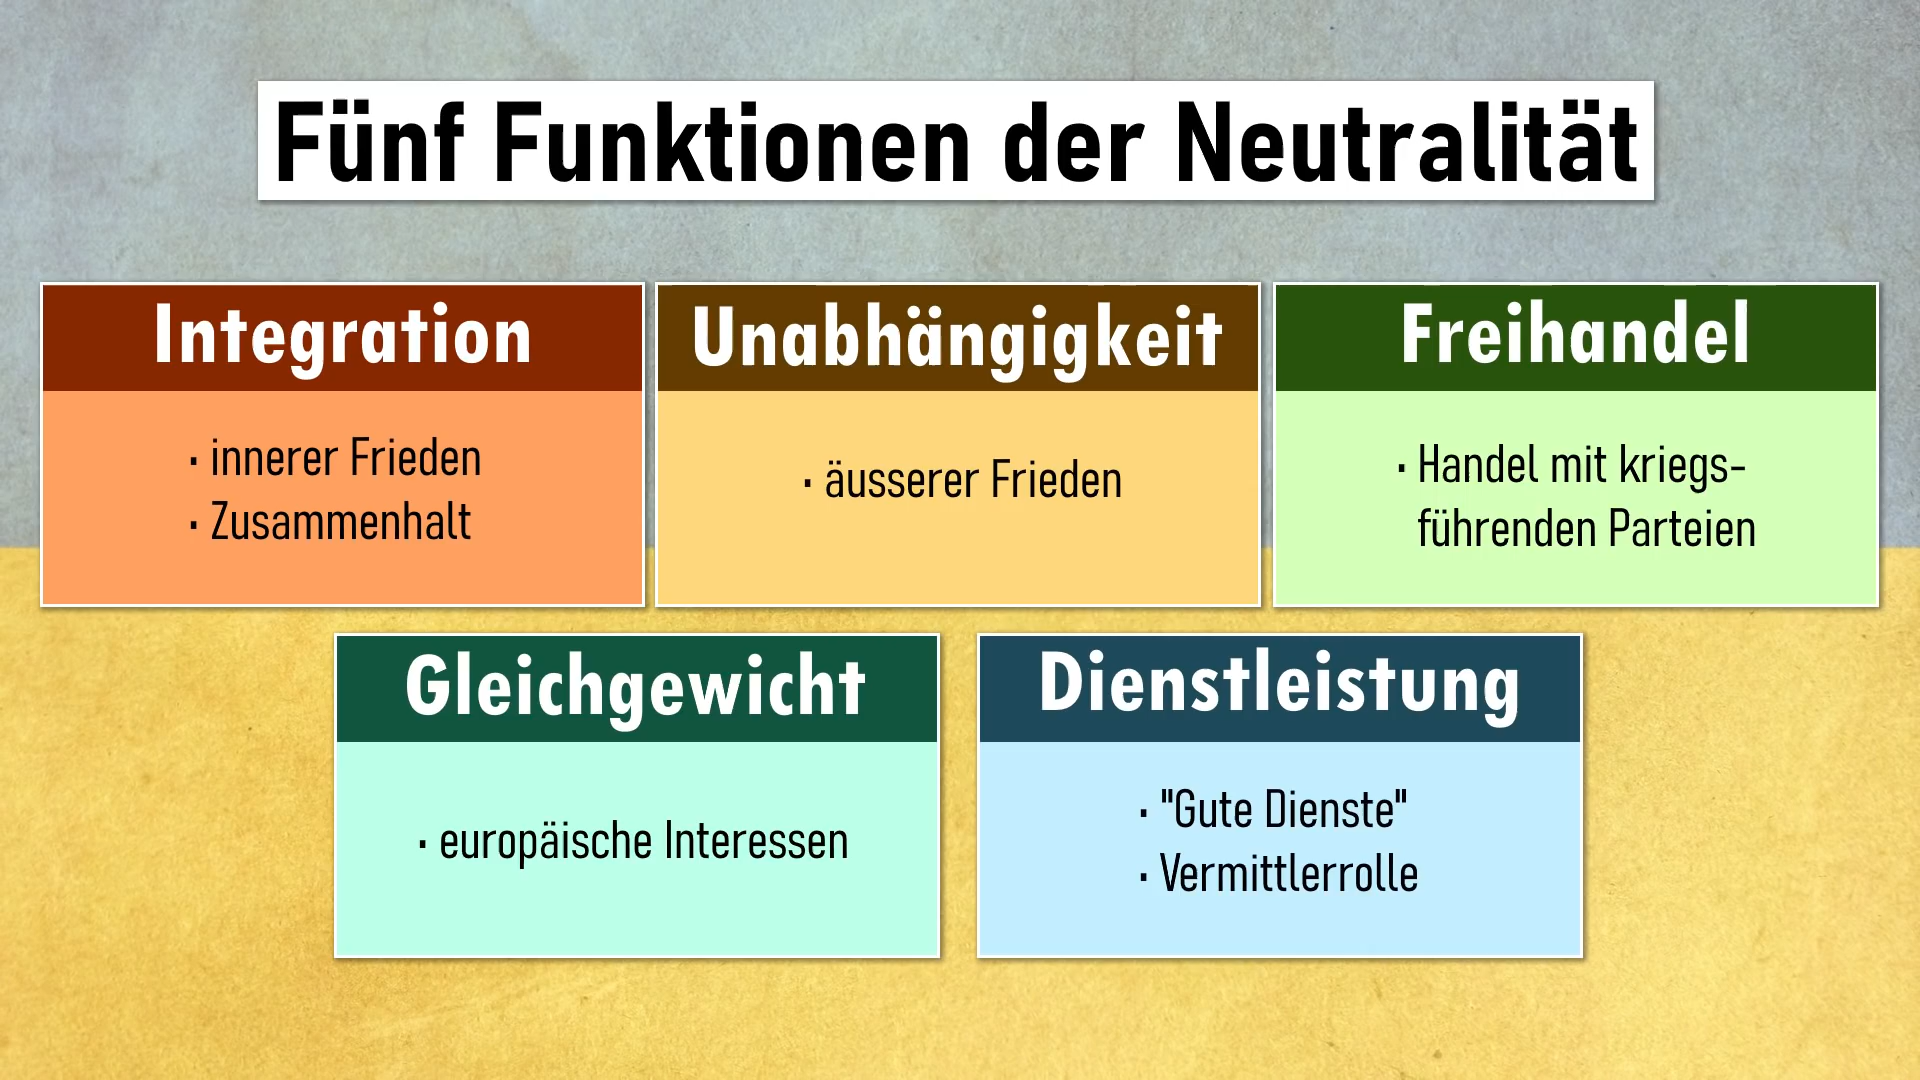 Fünf Funktionen der Neutralität
Integration
· innerer Frieden
· Zusammenhalt
Unabhängigkeit
· äusserer Frieden
Freihandel
· Handel mit kriegs-
führenden Parteien
Gleichgewicht
· europäische Interessen
Dienstleistung
· "Gute Dienste"
· Vermittlerrolle